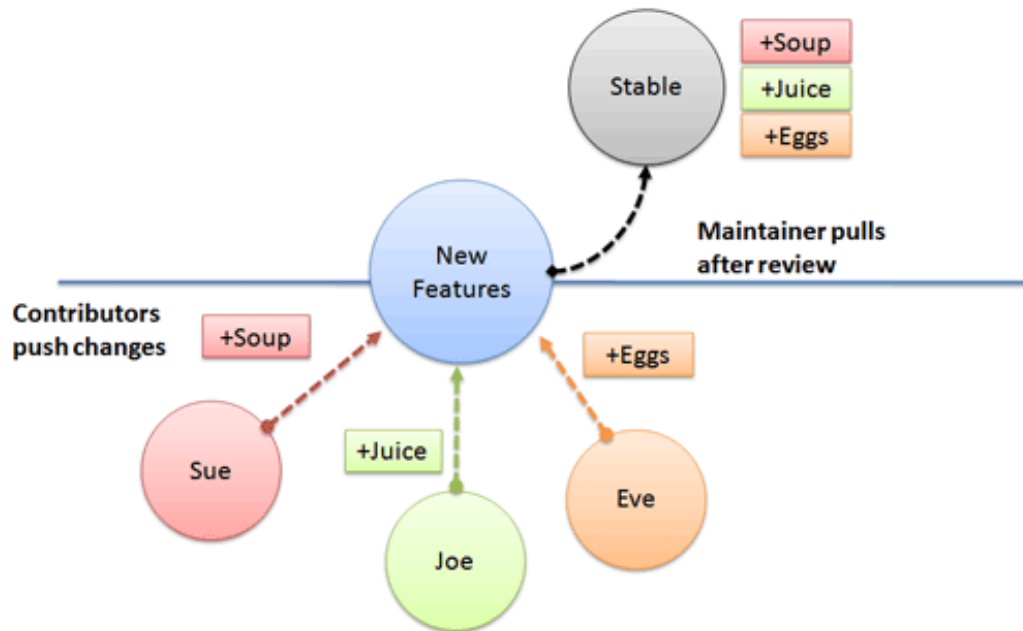 Stable
+Soup
+Juice
+Eggs
New
Features
Maintainer pulls
after review
Contributors
push changes
+Soup
+Eggs
+Juice
Sue
Eve
Joe